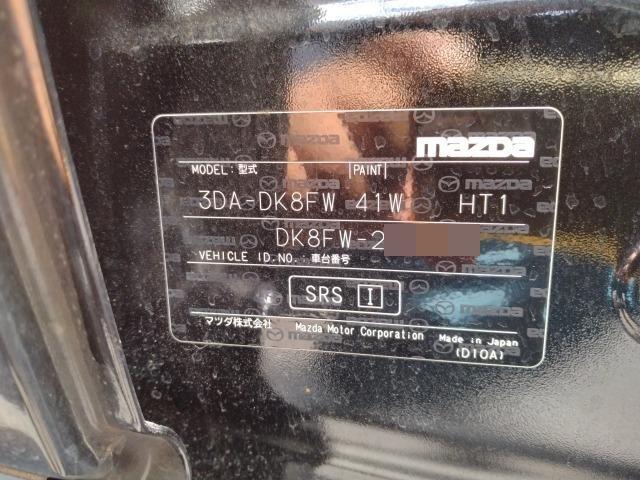 mazda
MODEL:型式 |PAINT|
3DA-DK8FW 41W HT1
DK8FW-2
VEHICLE ID.NO.:車台番号
SRS I
マツダ株式会社 Mazda Motor Corporation Made in Japan
(D10A)